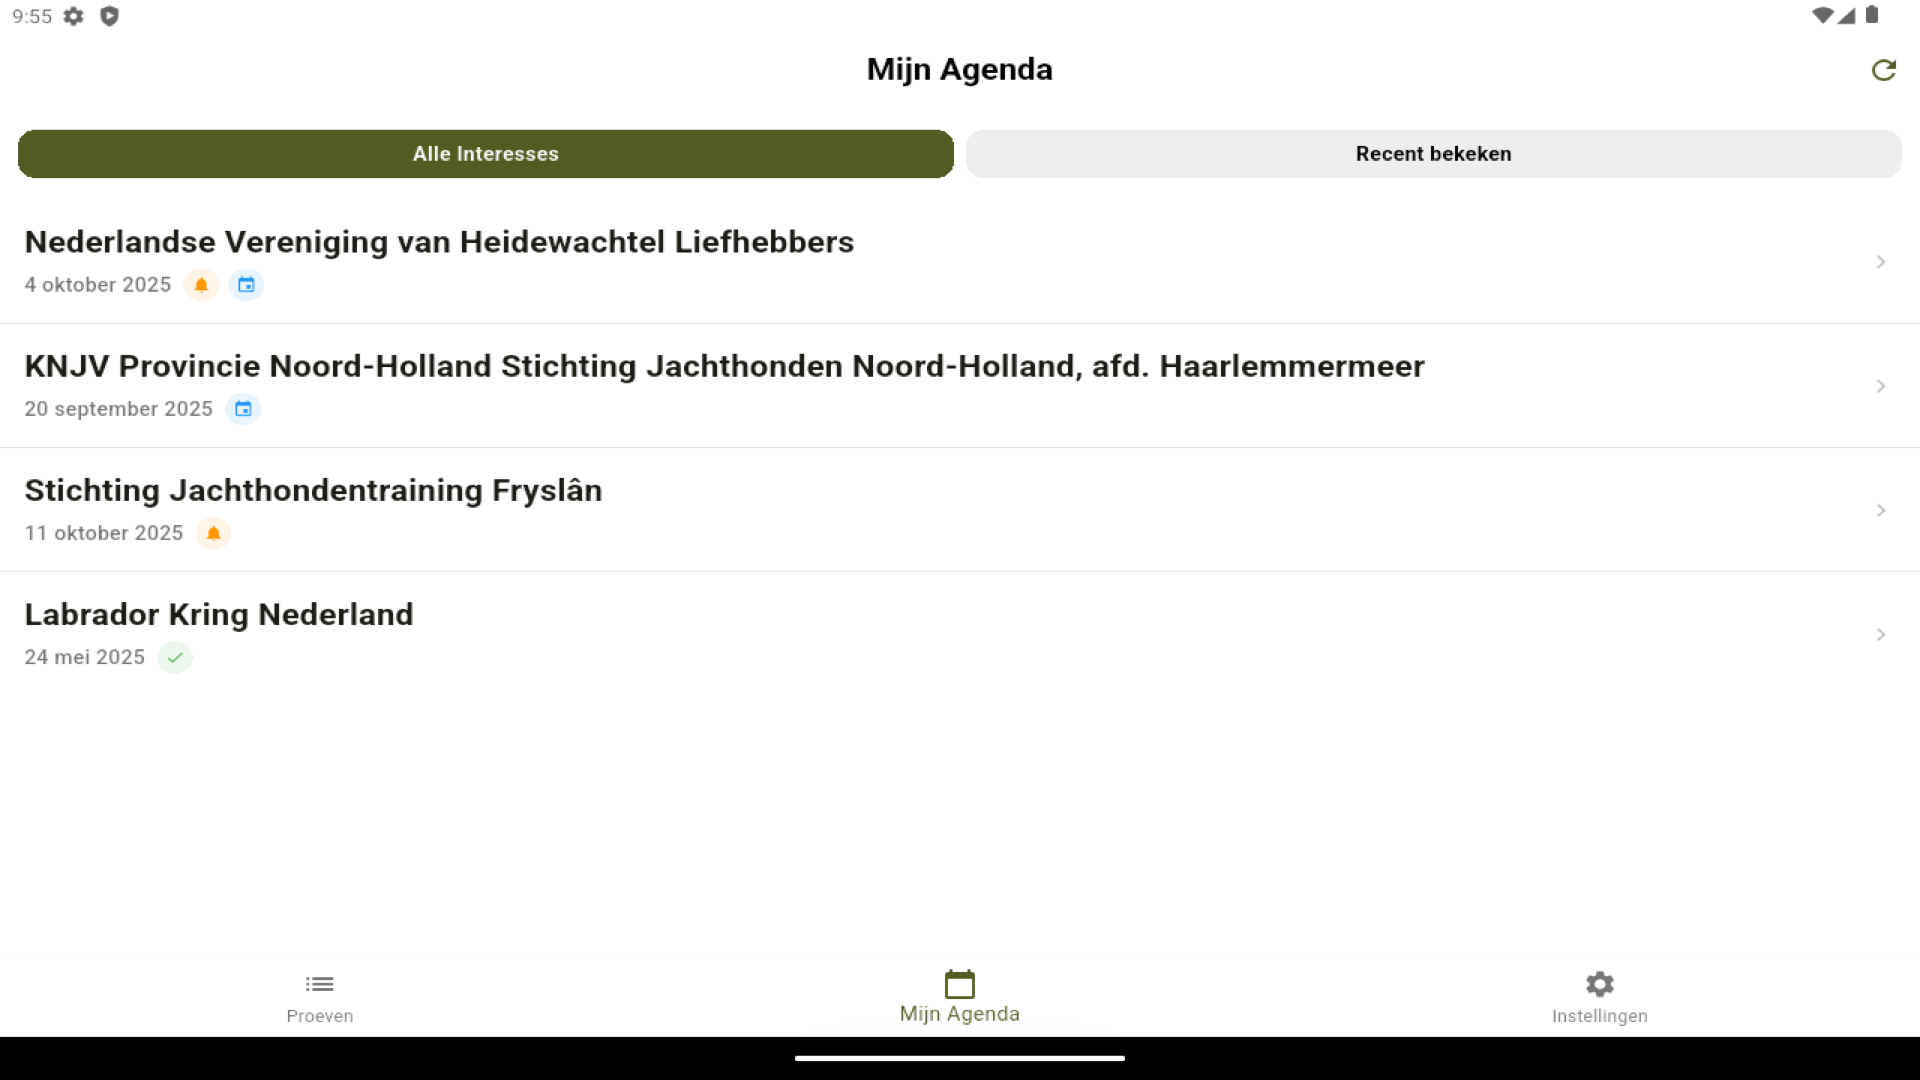 9:55
Mijn Agenda
Alle Interesses
Recent bekeken
Nederlandse Vereniging van Heidewachtel Liefhebbers
4 oktober 2025
KNJV Provincie Noord-Holland Stichting Jachthonden Noord-Holland, afd. Haarlemmermeer
20 september 2025
Stichting Jachthondentraining Fryslân
11 oktober 2025
Labrador Kring Nederland
24 mei 2025
Proeven
Mijn Agenda
Instellingen